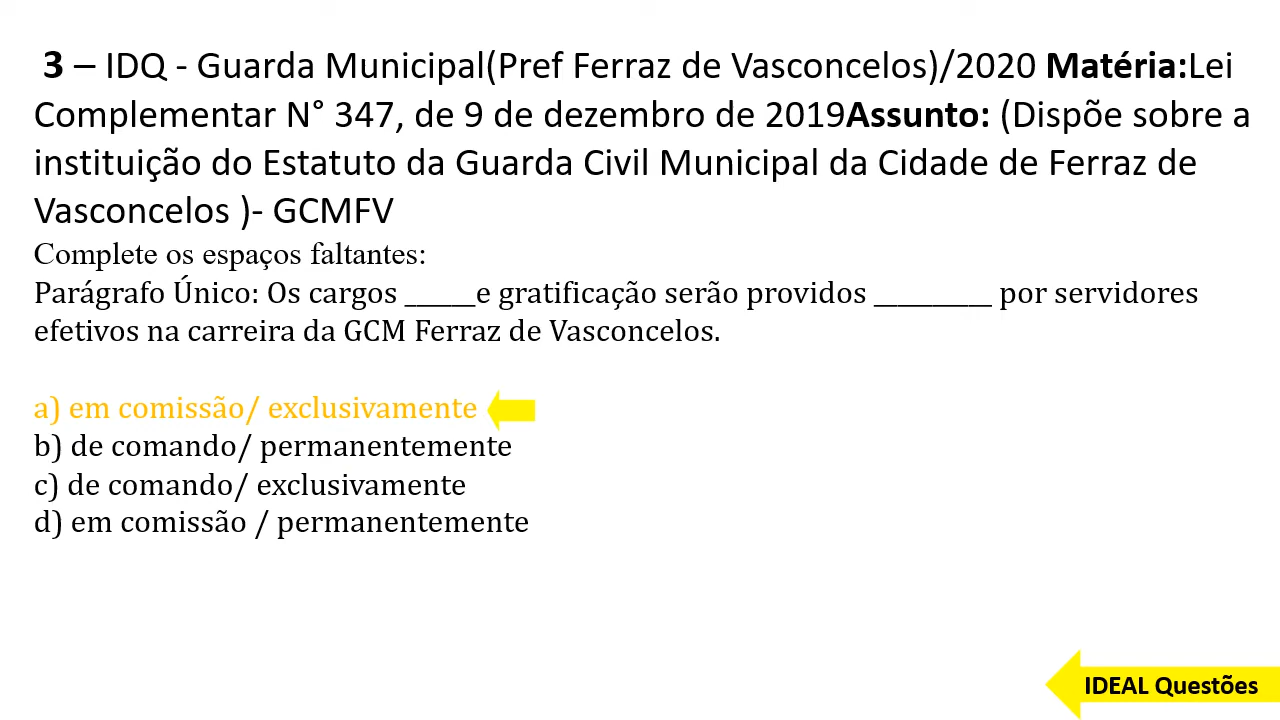 3 – IDQ - Guarda Municipal(Pref Ferraz de Vasconcelos)/2020 Matéria:Lei
Complementar N° 347, de 9 de dezembro de 2019Assunto: (Dispõe sobre a
instituição do Estatuto da Guarda Civil Municipal da Cidade de Ferraz de
Vasconcelos )- GCMFV
Complete os espaços faltantes:
Parágrafo Único: Os cargos ______e gratificação serão providos __________ por servidores
efetivos na carreira da GCM Ferraz de Vasconcelos.
a) em comissão/ exclusivamente
b) de comando/ permanentemente
c) de comando/ exclusivamente
d) em comissão / permanentemente
IDEAL Questões